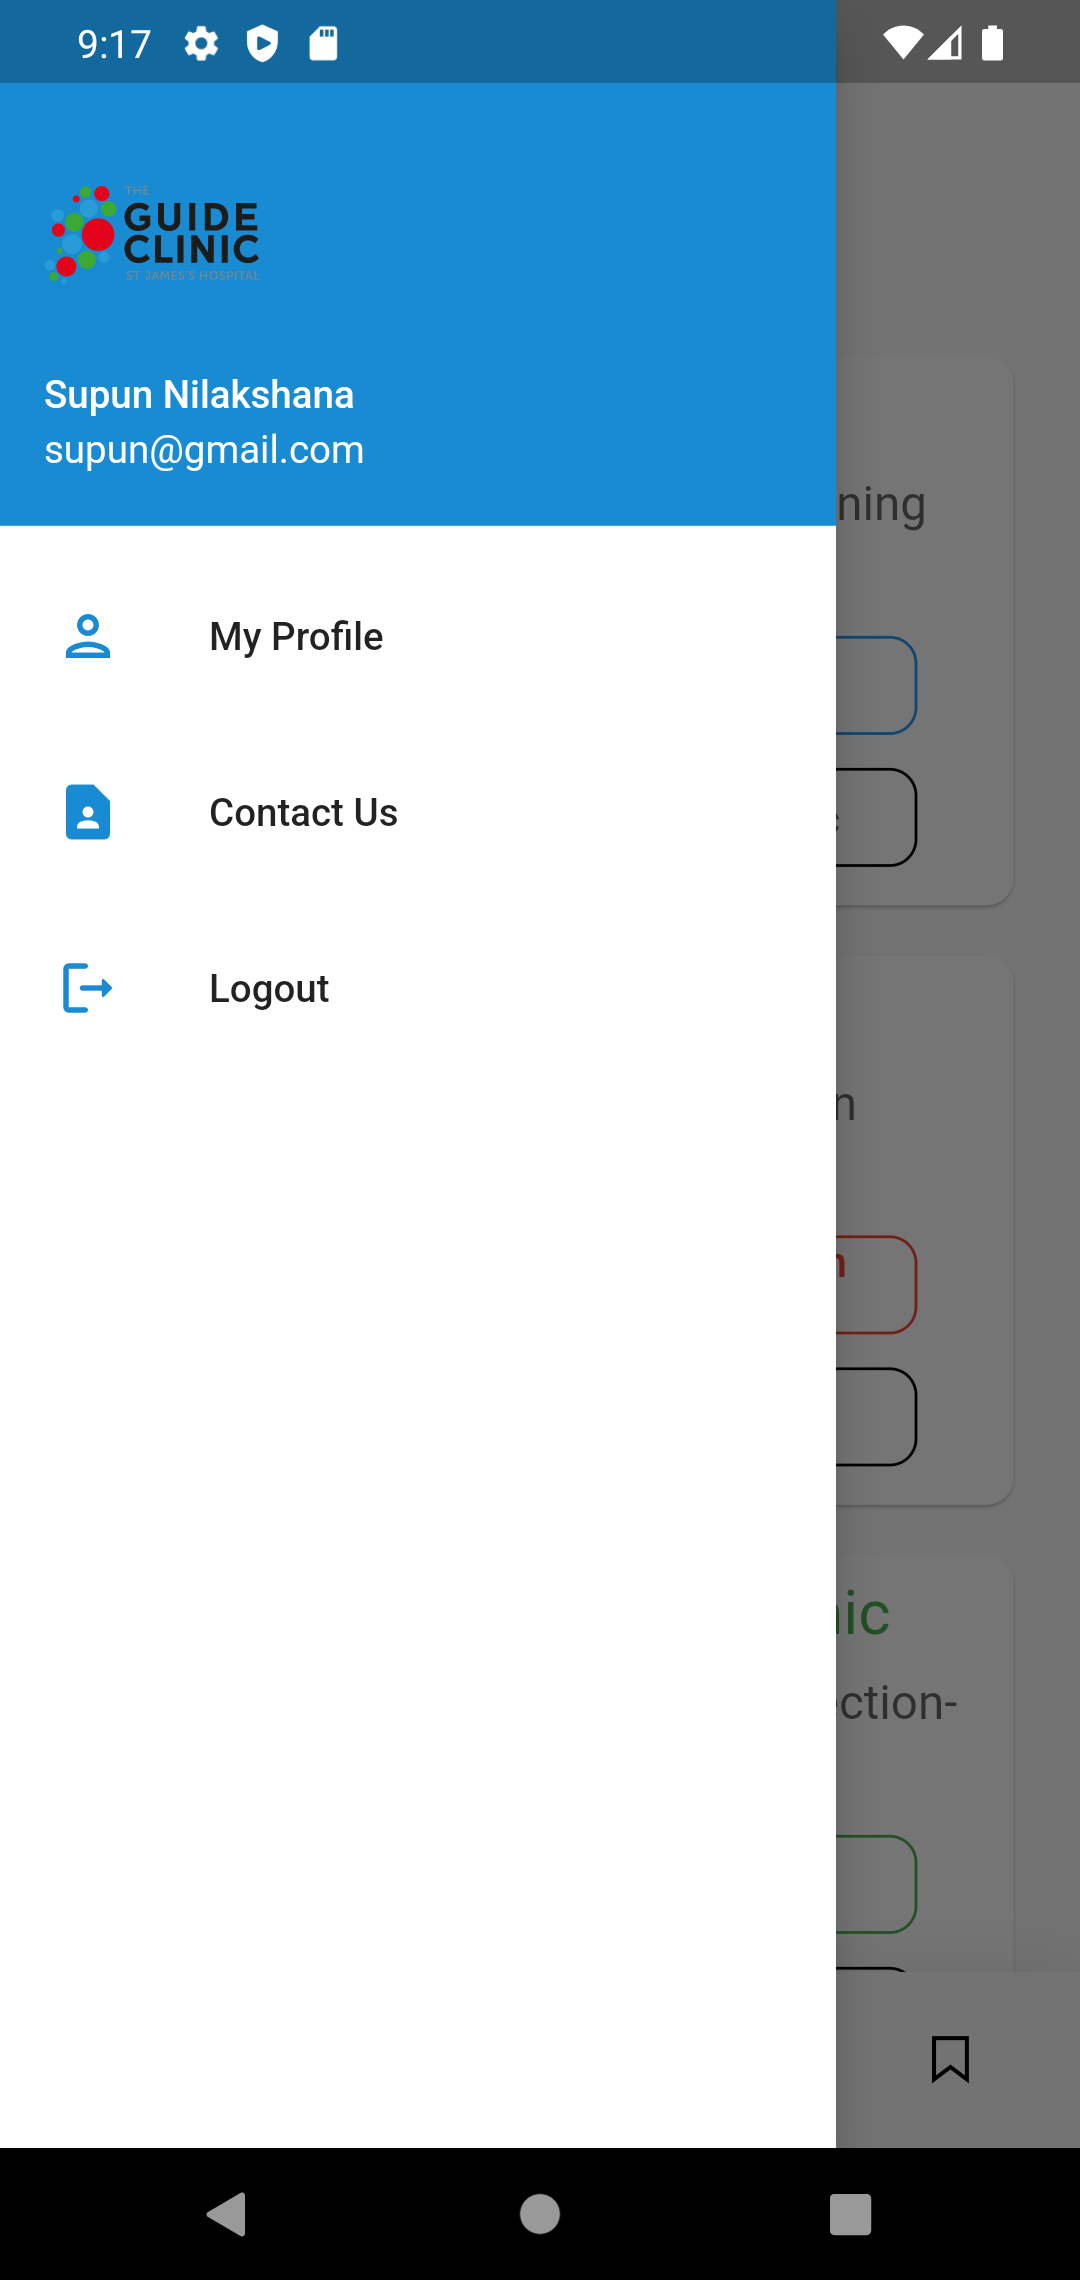 9:17
THE
GUIDE
CLINIC
ST JAMES'S HOSPITAL
Supun Nilakshana
supun@gmail.com
ning
My Profile
Contact Us
Logout
n
n
ic
ection-